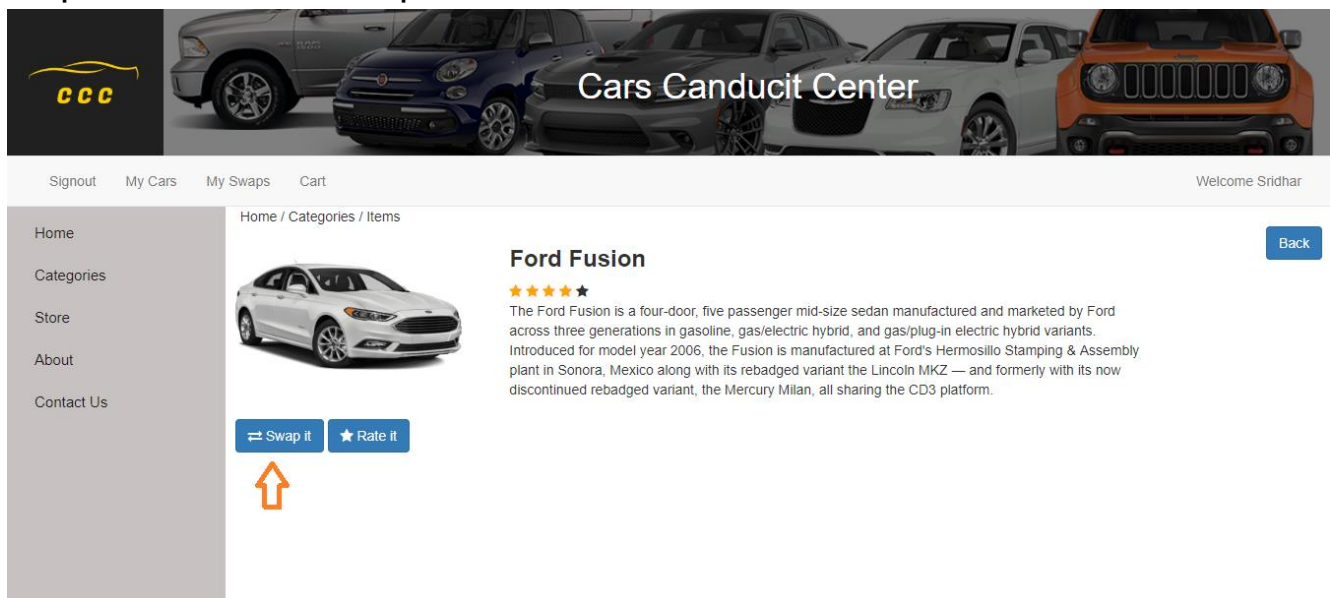 Cars Canducit Center
CCC
Signout My Cars My Swaps Cart Welcome Sridhar
Home / Categories / Items
Home
Categories
Store
About
Contact Us
Back
Ford Fusion
The Ford Fusion is a four-door, five passenger mid-size sedan manufactured and marketed by Ford
across three generations in gasoline, gas/electric hybrid, and gas/plug-in electric hybrid variants.
Introduced for model year 2006, the Fusion is manufactured at Ford's Hermosillo Stamping & Assembly
plant in Sonora, Mexico along with its rebadged variant the Lincoln MKZ — and formerly with its now
discontinued rebadged variant, the Mercury Milan, all sharing the CD3 platform.
Swap it Rate it